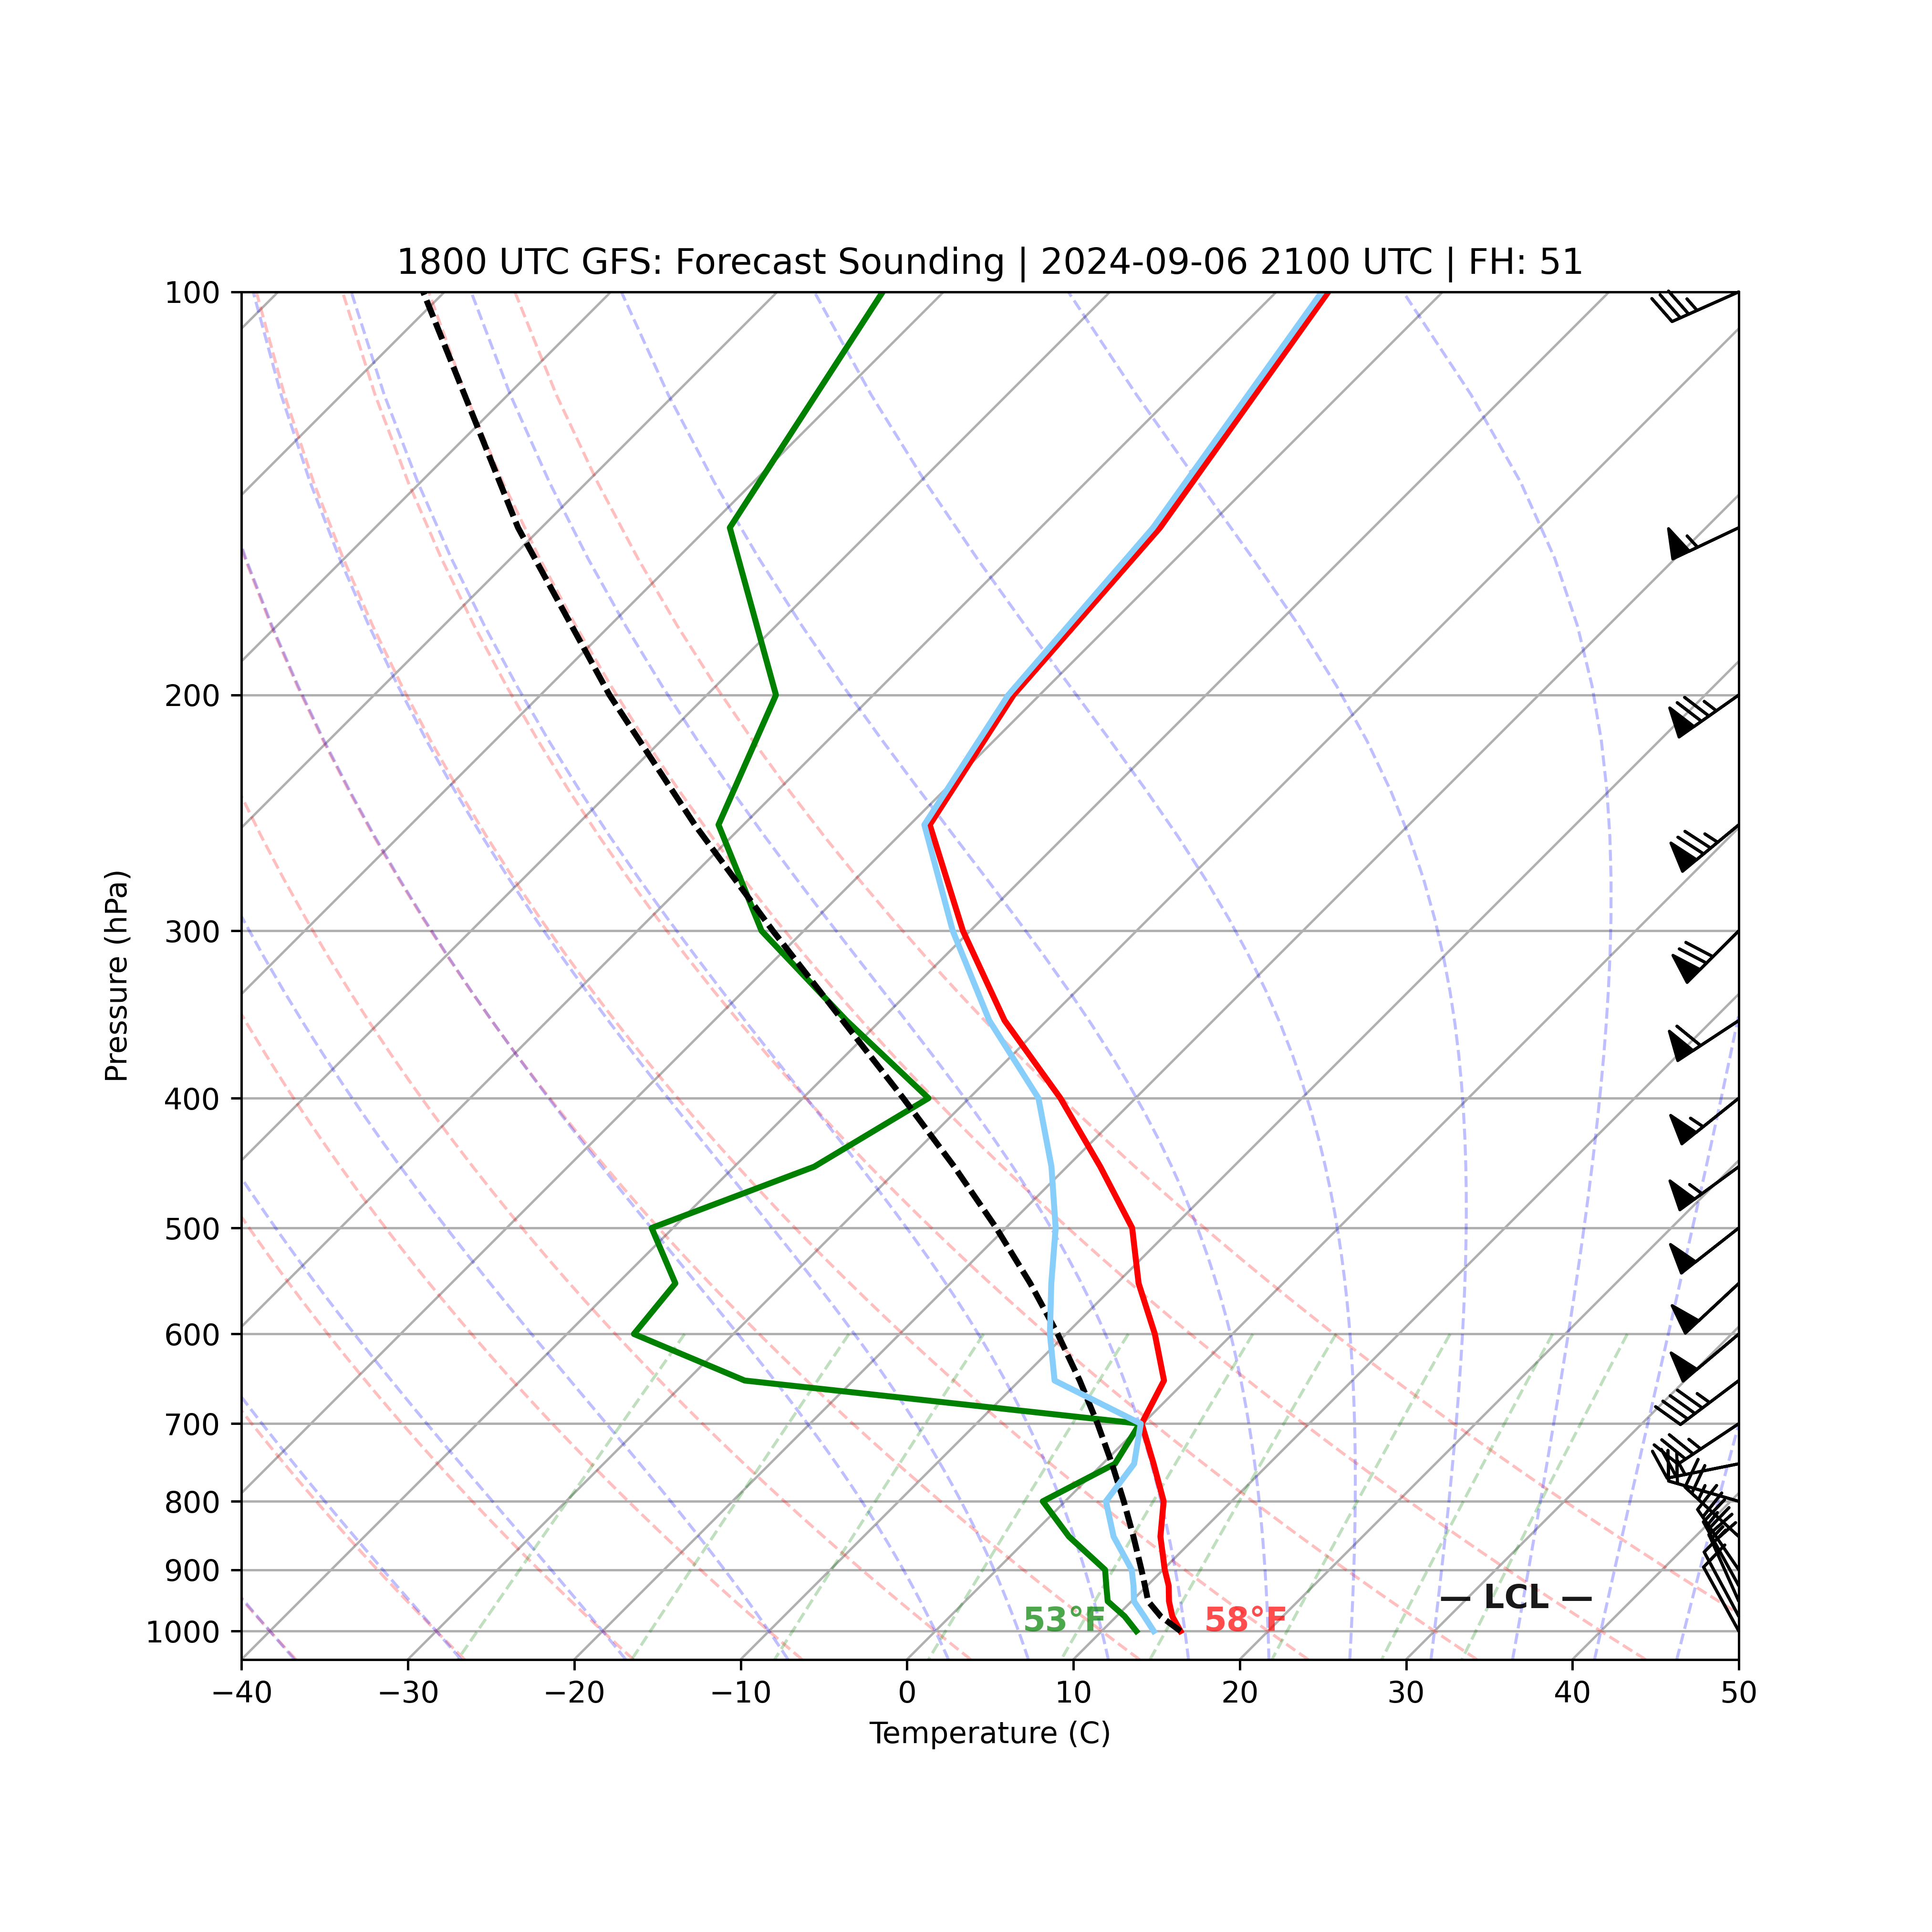 1800 UTC GFS: Forecast Sounding | 2024-09-06 2100 UTC | FH: 51
100
200
300
400
500
600
700
800
900
1000
Pressure (hPa)
— LCL —
53°F
58°F
−40 −30 −20 −10 0 10 20 30 40 50
Temperature (C)